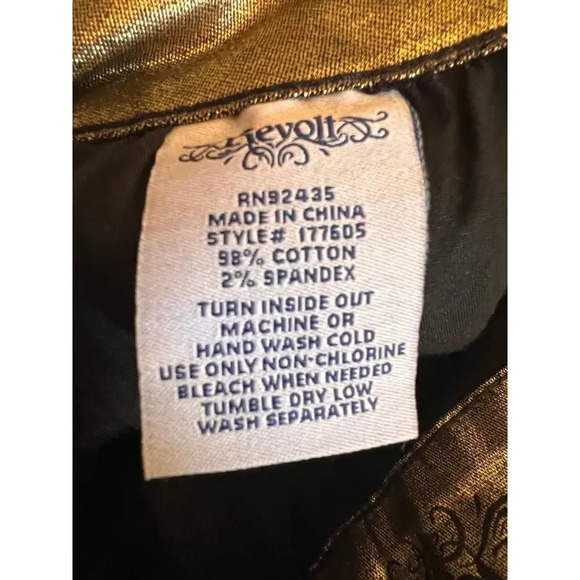 Revolt
RN92435
MADE IN CHINA
STYLE# 177605
98% COTTON
2% SPANDEX
TURN INSIDE OUT
MACHINE OR
HAND WASH COLD
USE ONLY NON-CHLORINE
BLEACH WHEN NEEDED
TUMBLE DRY LOW
WASH SEPARATELY